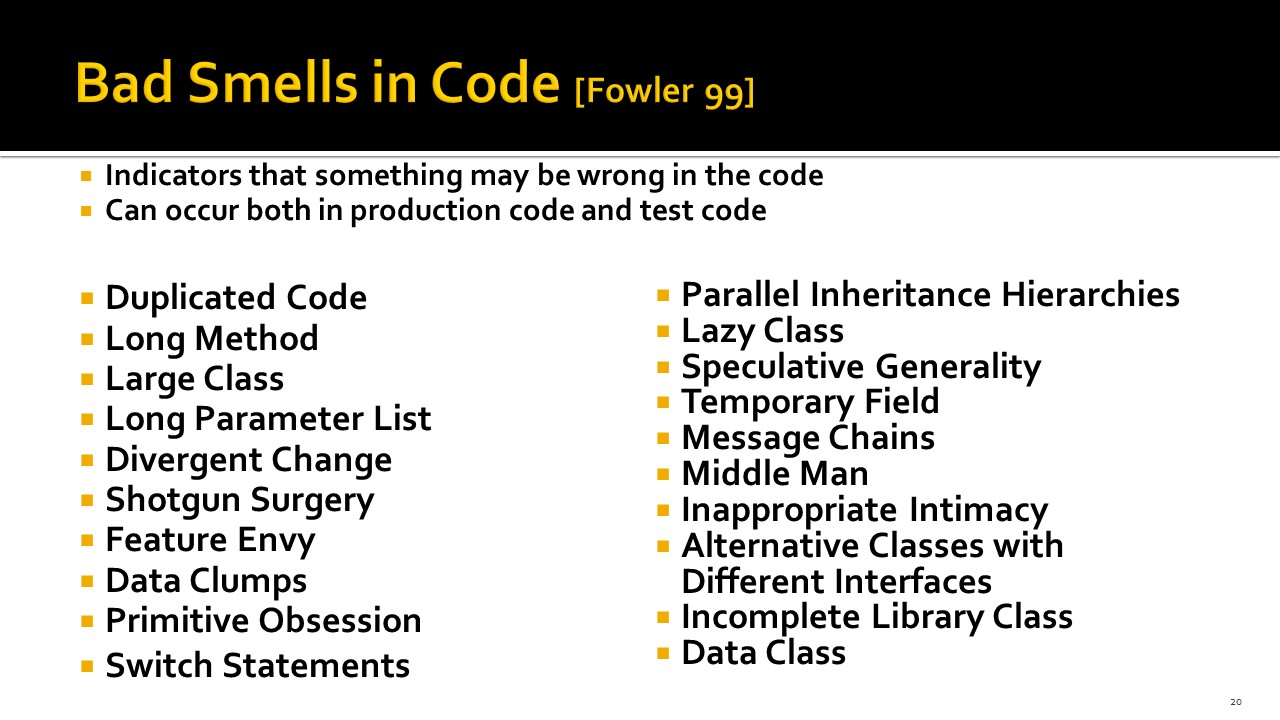 Bad Smells in Code [Fowler 99]
Indicators that something may be wrong in the code
Can occur both in production code and test code
Duplicated Code
Long Method
Large Class
Long Parameter List
Divergent Change
Shotgun Surgery
Feature Envy
Data Clumps
Primitive Obsession
Switch Statements
Parallel Inheritance Hierarchies
Lazy Class
Speculative Generality
Temporary Field
Message Chains
Middle Man
Inappropriate Intimacy
Alternative Classes with
Different Interfaces
Incomplete Library Class
Data Class
20